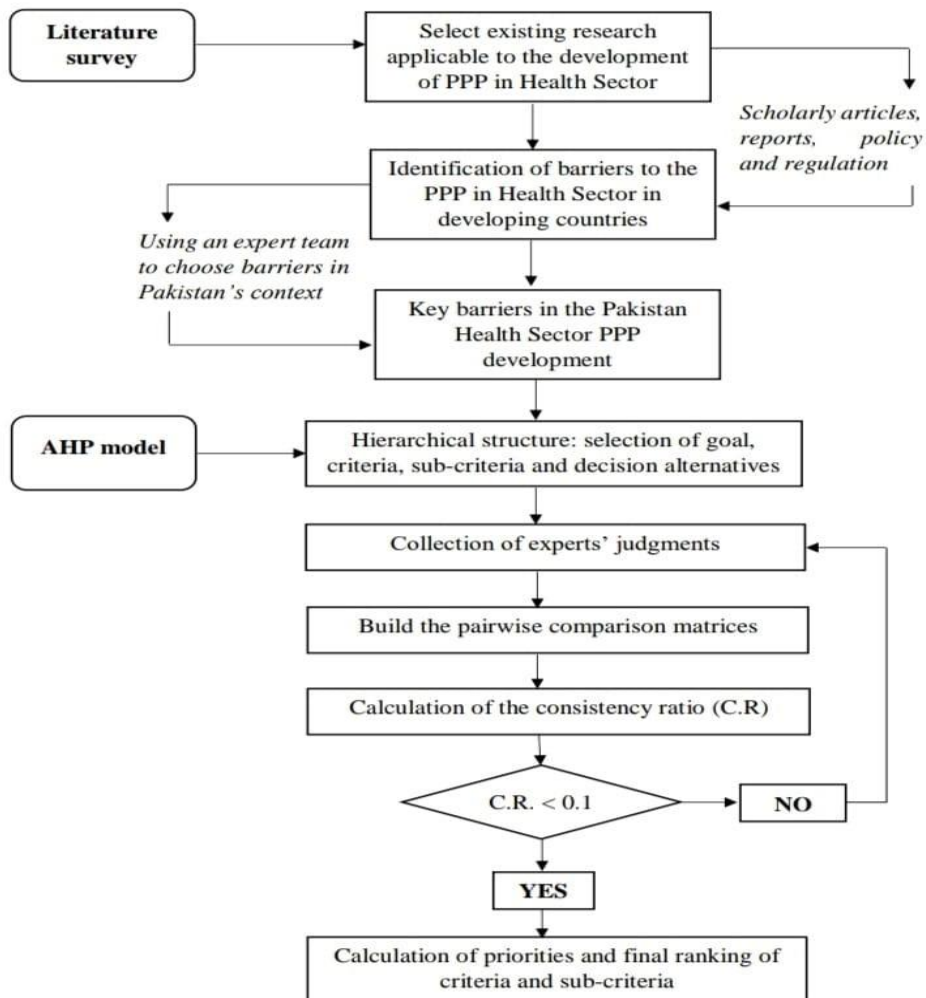 Literature
survey
Select existing research
applicable to the development
of PPP in Health Sector
Scholarly articles,
reports, policy
and regulation
Identification of barriers to the
PPP in Health Sector in
developing countries
Using an expert team
to choose barriers in
Pakistan's context
Key barriers in the Pakistan
Health Sector PPP
development
AHP model
Hierarchical structure: selection of goal,
criteria, sub-criteria and decision alternatives
Collection of experts' judgments
Build the pairwise comparison matrices
Calculation of the consistency ratio (C.R)
C.R. < 0.1
NO
YES
Calculation of priorities and final ranking of
criteria and sub-criteria